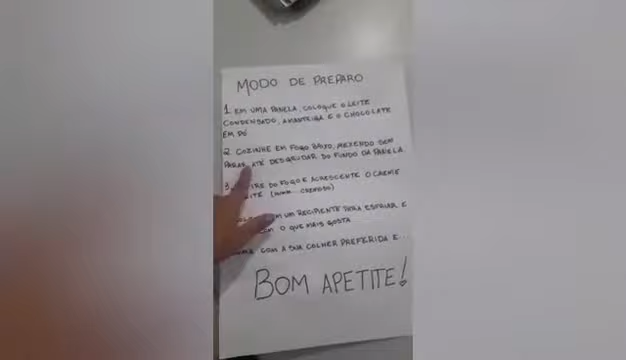 MODO DE PREPARO
1. EM UMA PANELA, COLOQUE O LEITE
CONDENSADO, A MANTEIGA E O CHOCOLATE
EM PÓ
2. COZINHE EM FOGO BAIXO, MEXENDO SEM
PARAR, ATÉ DESGRUDAR DO FUNDO DA PANELA.
3. DO FOGO E ACRESCENTE O CREME
CREMOSO)
UM RECIPIENTE PARA ESFRIAR E
COM O QUE MAIS GOSTA
COM A SUA COLHER PREFERIDA E...
BOM APETITE!